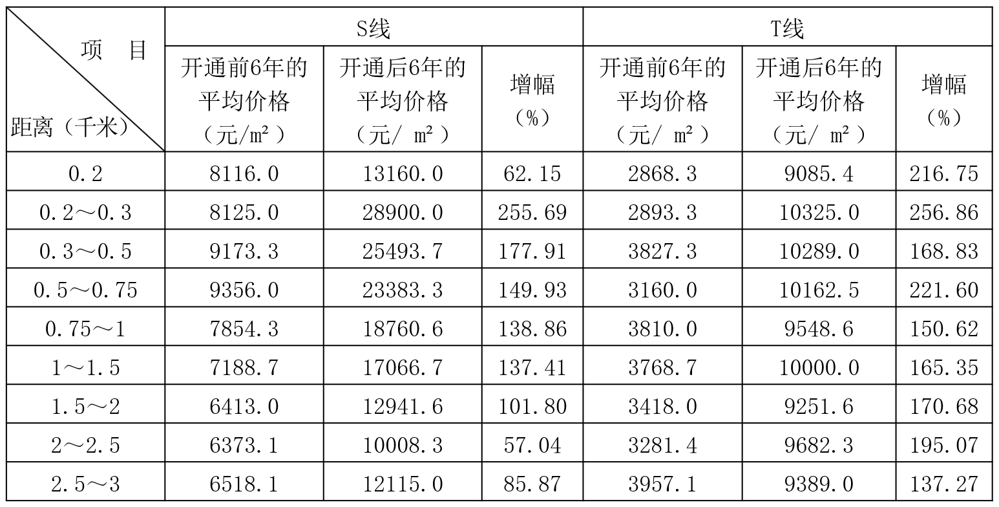 项 目
距离（千米）
S线
T线
开通前6年的
平均价格
（元/m²）
开通后6年的
平均价格
（元/ m²）
增幅
（%）
开通前6年的
平均价格
（元/ m²）
开通后6年的
平均价格
（元/ m²）
增幅
（%）
0.2 8116.0 13160.0 62.15 2868.3 9085.4 216.75
0.2～0.3 8125.0 28900.0 255.69 2893.3 10325.0 256.86
0.3～0.5 9173.3 25493.7 177.91 3827.3 10289.0 168.83
0.5～0.75 9356.0 23383.3 149.93 3160.0 10162.5 221.60
0.75～1 7854.3 18760.6 138.86 3810.0 9548.6 150.62
1～1.5 7188.7 17066.7 137.41 3768.7 10000.0 165.35
1.5～2 6413.0 12941.6 101.80 3418.0 9251.6 170.68
2～2.5 6373.1 10008.3 57.04 3281.4 9682.3 195.07
2.5～3 6518.1 12115.0 85.87 3957.1 9389.0 137.27